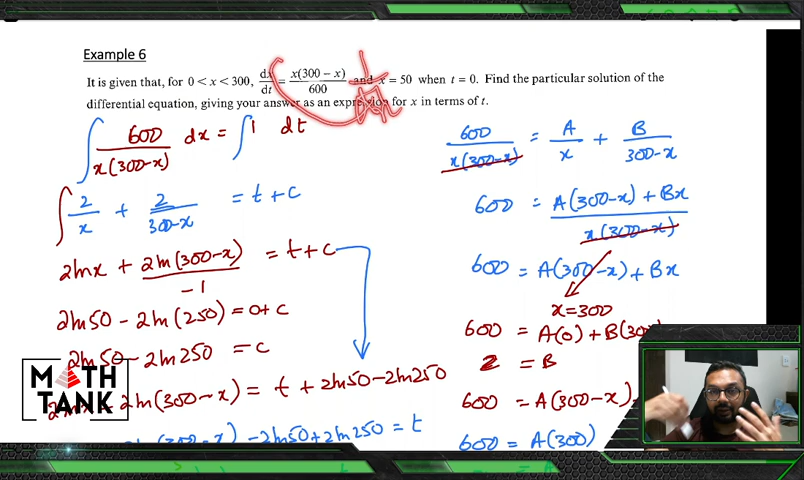 Example 6
It is given that, for 0 < x < 300, dx/dt = x(300 − x)/600 and x = 50 when t = 0. Find the particular solution of the
differential equation, giving your answer as an expression for x in terms of t.
∫ 600/x(300-x) dx = ∫ 1 dt
∫ 2/x + 2/300-x = t + c
2lnx + 2ln(300-x)/-1 = t + c
2ln50 - 2ln(250) = 0 + c
2ln50 - 2ln250 = c
2ln(300-x) = t + 2ln50 - 2ln250
- 2ln50 + 2ln250 = t
600/x(300-x) = A/x + B/300-x
600 = A(300-x) + Bx/x(300-x)
600 = A(300-x) + Bx
x = 300
600 = A(0) + B(300)
2 = B
600 = A(300-x)
600 = A(300)
MATH
TANK